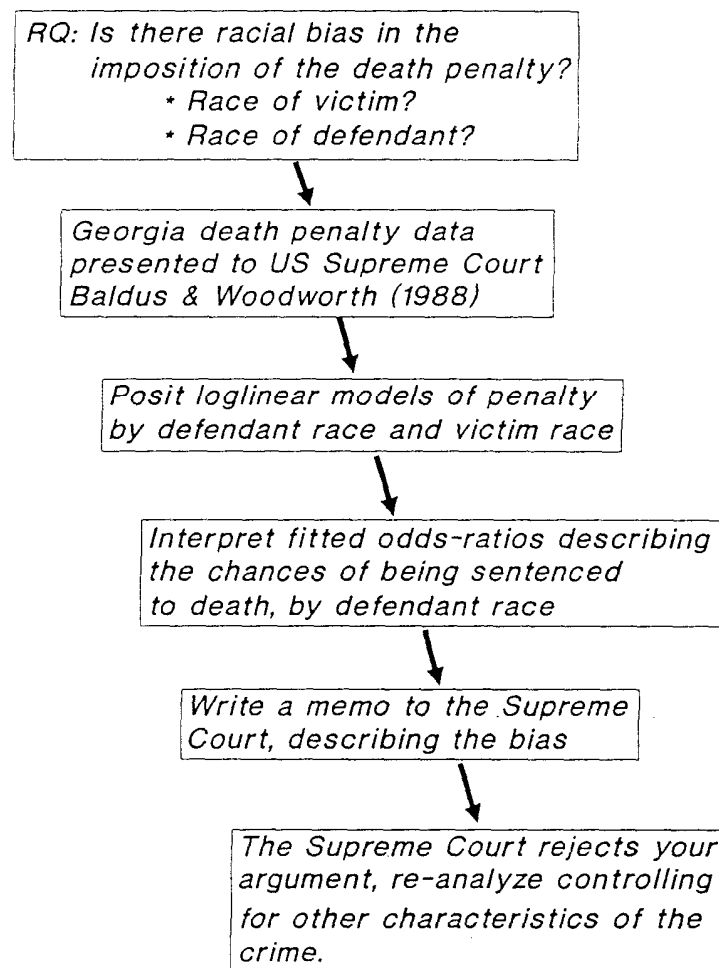 RQ: Is there racial bias in the
imposition of the death penalty?
* Race of victim?
* Race of defendant?
Georgia death penalty data
presented to US Supreme Court
Baldus & Woodworth (1988)
Posit loglinear models of penalty
by defendant race and victim race
Interpret fitted odds-ratios describing
the chances of being sentenced
to death, by defendant race
Write a memo to the Supreme
Court, describing the bias
The Supreme Court rejects your
argument, re-analyze controlling
for other characteristics of the
crime.